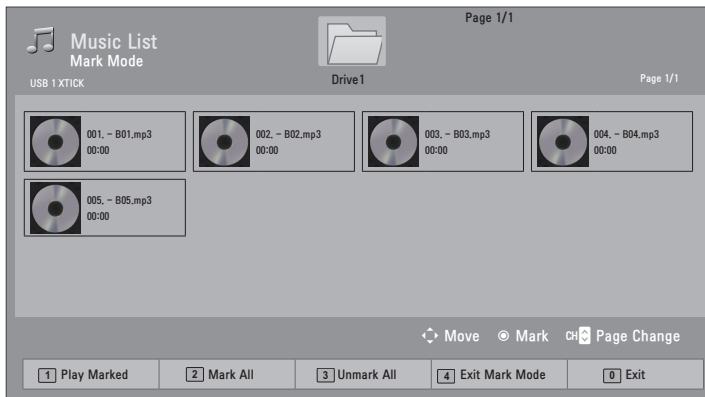 Page 1/1
Music List
Mark Mode
USB 1 XTICK
Drive1
Page 1/1
001. - B01.mp3
00:00
002. - B02.mp3
00:00
003. - B03.mp3
00:00
004. - B04.mp3
00:00
005. - B05.mp3
00:00
Move Mark CH Page Change
1 Play Marked 2 Mark All 3 Unmark All 4 Exit Mark Mode 0 Exit